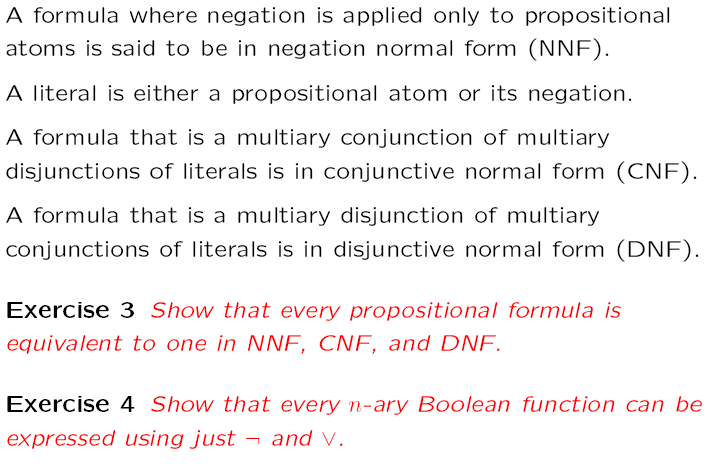 A formula where negation is applied only to propositional
atoms is said to be in negation normal form (NNF).
A literal is either a propositional atom or its negation.
A formula that is a multiary conjunction of multiary
disjunctions of literals is in conjunctive normal form (CNF).
A formula that is a multiary disjunction of multiary
conjunctions of literals is in disjunctive normal form (DNF).
Exercise 3 Show that every propositional formula is
equivalent to one in NNF, CNF, and DNF.
Exercise 4 Show that every n-ary Boolean function can be
expressed using just ¬ and ∨.